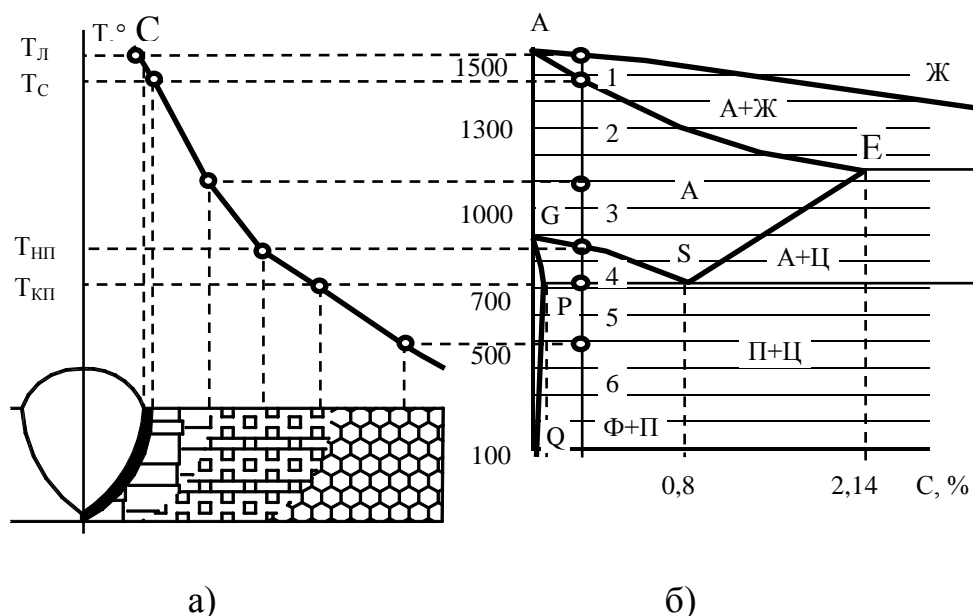 T,° C
TЛ
TС
TНП
TКП
а)
А
1500
1
Ж
А+Ж
1300
2
Е
А
1000
G
3
S
4
А+Ц
700
Р
5
500
П+Ц
6
Ф+П
Q
100
0,8
2,14
С, %
б)